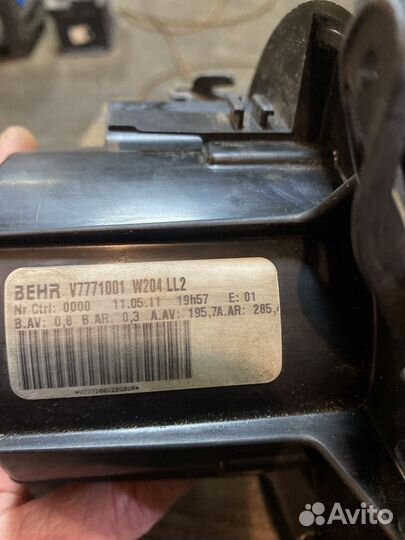 BEHR V7771001 W204 LL2
Nr Ctrl: 0000 11.05.11 19h57 E: 01
B.AV: 0,6 B.AR: 0,3 A.AV: 195,7A.AR: 285,
Avito